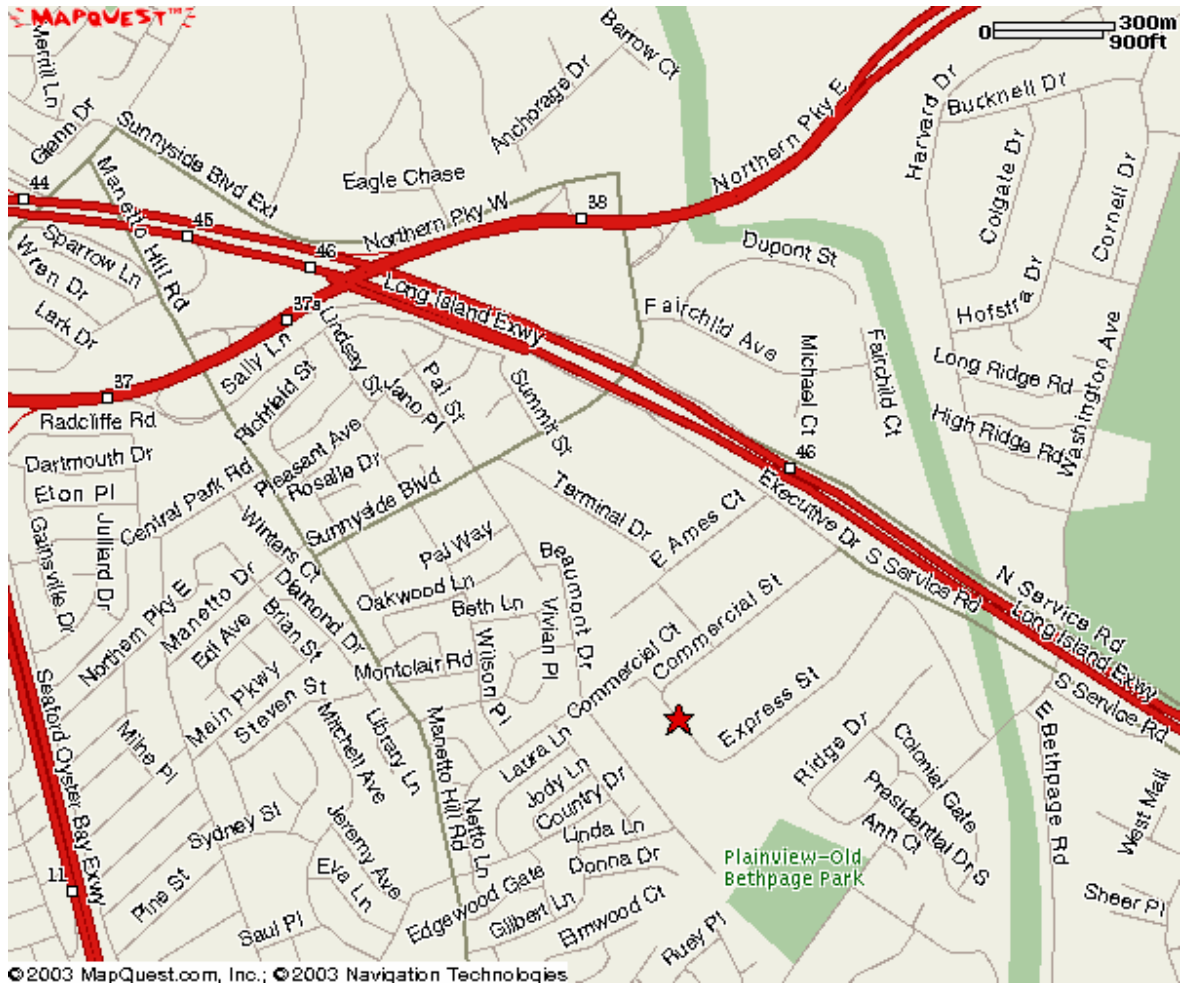 MAPQUEST™
0 300m
900ft
Merrill Ln
Glenn Dr
Sunnyside Blvd Ext
Anchorage Dr
Barrow Ct
Northern Pky E
Harvard Dr
Bucknell Dr
Colgate Dr
Cornell Dr
Eagle Chase
44
Manetto Hill Rd
45
46
Northern Pky W
38
Sparrow Ln
Wren Dr
Lark Dr
37a
Long Island Exwy
Dupont St
Fairchild Ave
Hofstra Dr
Washington Ave
37
Radcliffe Rd
Sally Ln
Lindsay St
Richfield St
Jano Pl
Pal St
Summit St
Michael Ct
Fairchild Ct
Long Ridge Rd
High Ridge Rd
Dartmouth Dr
Eton Pl
Gainsville Dr
Julliard Dr
Central Park Rd
Pleasant Ave
Rosalie Dr
Sunnyside Blvd
Terminal Dr
46
Executive Dr
E Ames Ct
S Service Rd
N Service Rd
Long Island Exwy
S Service Rd
Winters Ct
Pal Way
Beaumont Dr
Oakwood Ln
Beth Ln
Vivian Pl
Commercial St
Commercial Ct
Northern Pky E
Manetto Dr
Edl Ave
Diamond Dr
Brian St
Main Pkwy
Steven St
Montclair Rd
Wilson Pl
Express St
Seaford Oyster Bay Exwy
Milne Pl
Mitchell Ave
Library Ln
Manetto Hill Rd
Laura Ln
Jody Ln
Country Dr
Ridge Dr
Colonial Gate
Presidential Dr S
Ann Ct
E Bethpage Rd
West Mall
Sydney St
Jeremy Ave
Netto Ln
Linda Ln
Donna Dr
Plainview-Old
Bethpage Park
11
Pine St
Eva Ln
Saul Pl
Edgewood Gate
Gilbert Ln
Elmwood Ct
Ruey Pl
Sheer Pl
©2003 MapQuest.com, Inc.; ©2003 Navigation Technologies